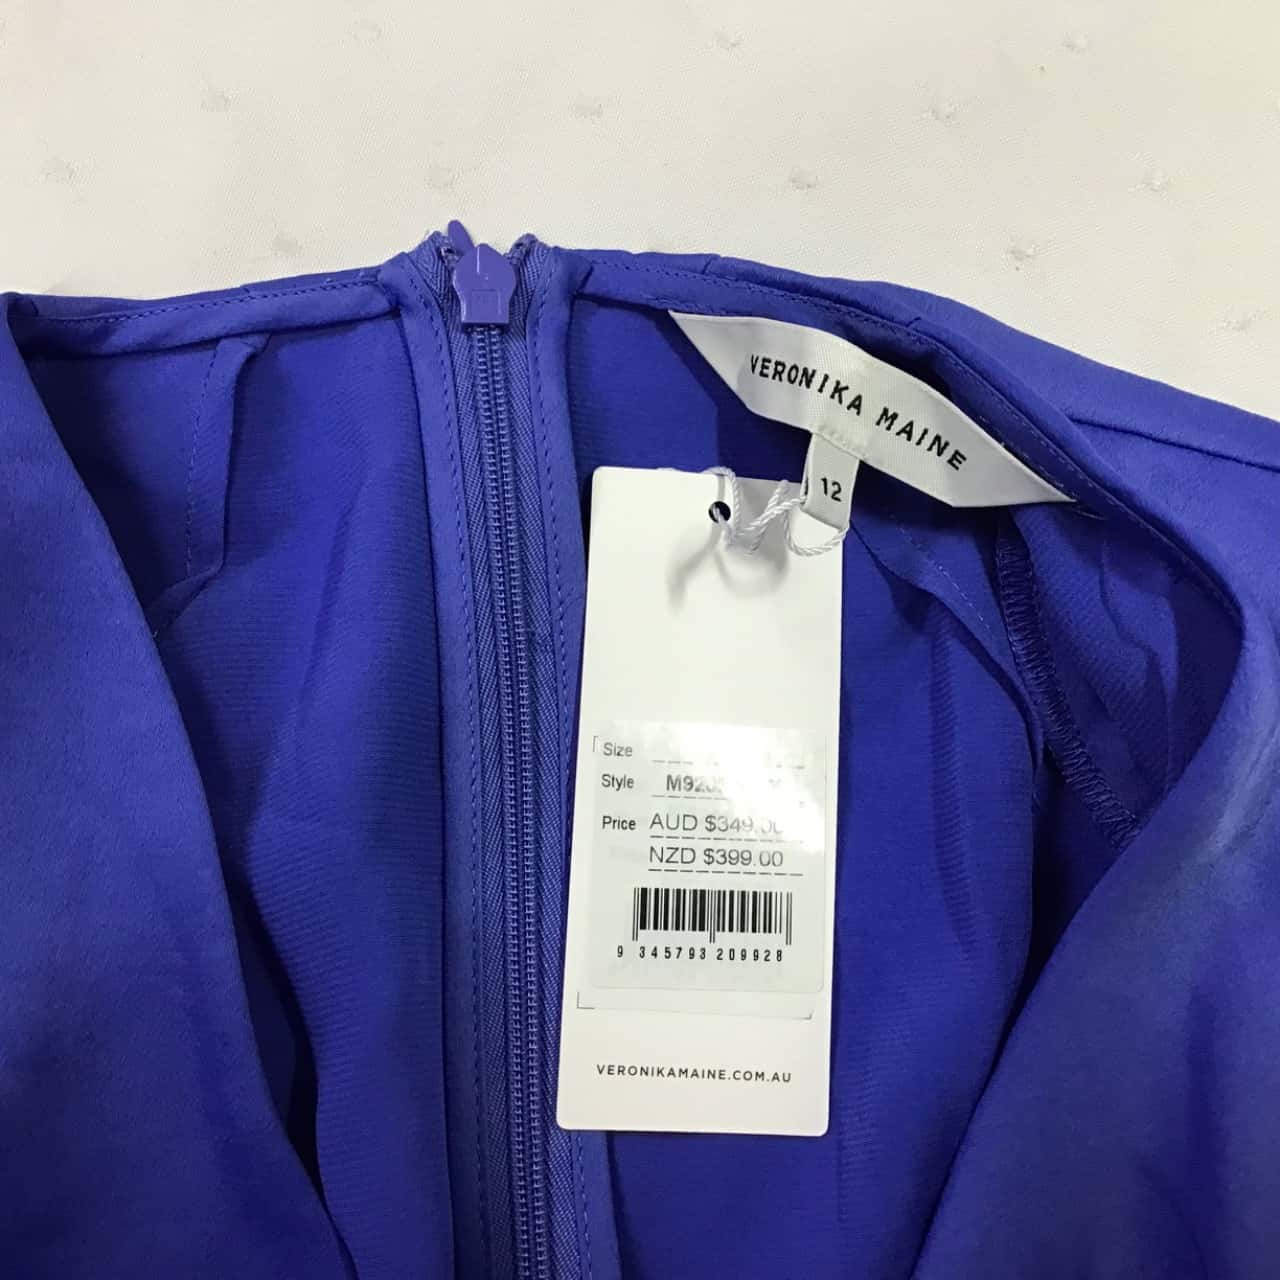 VERONIKA MAINE
12
Size
Style
Price AUD $349.00
NZD $399.00
9 345793 209928
VERONIKAMAINE.COM.AU